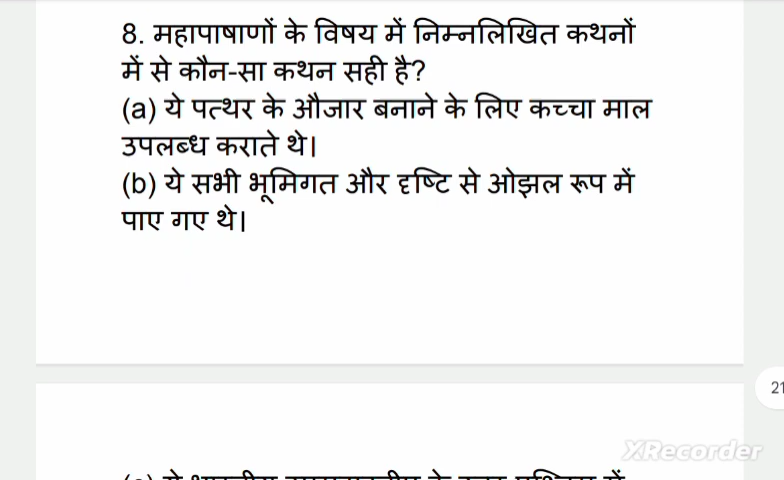 8. महापाषाणों के विषय में निम्नलिखित कथनों
में से कौन-सा कथन सही है?
(a) ये पत्थर के औजार बनाने के लिए कच्चा माल
उपलब्ध कराते थे।
(b) ये सभी भूमिगत और दृष्टि से ओझल रूप में
पाए गए थे।
21
XRecorder